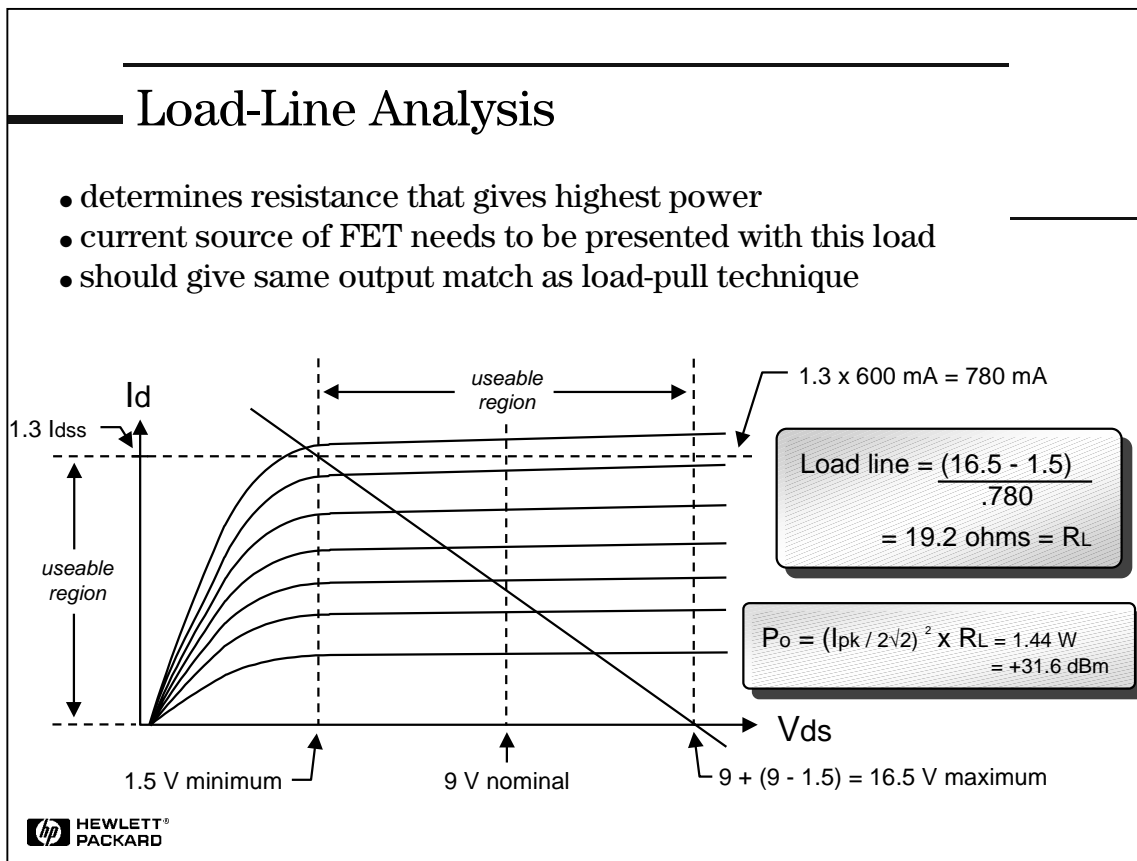 Load-Line Analysis
• determines resistance that gives highest power
• current source of FET needs to be presented with this load
• should give same output match as load-pull technique
useable
region
1.3 x 600 mA = 780 mA
Id
1.3 Idss
Load line = (16.5 - 1.5)
.780
= 19.2 ohms = RL
useable
region
Po = (Ipk / 2√2) ² x RL = 1.44 W
= +31.6 dBm
Vds
1.5 V minimum
9 V nominal
9 + (9 - 1.5) = 16.5 V maximum
hp HEWLETT®
PACKARD